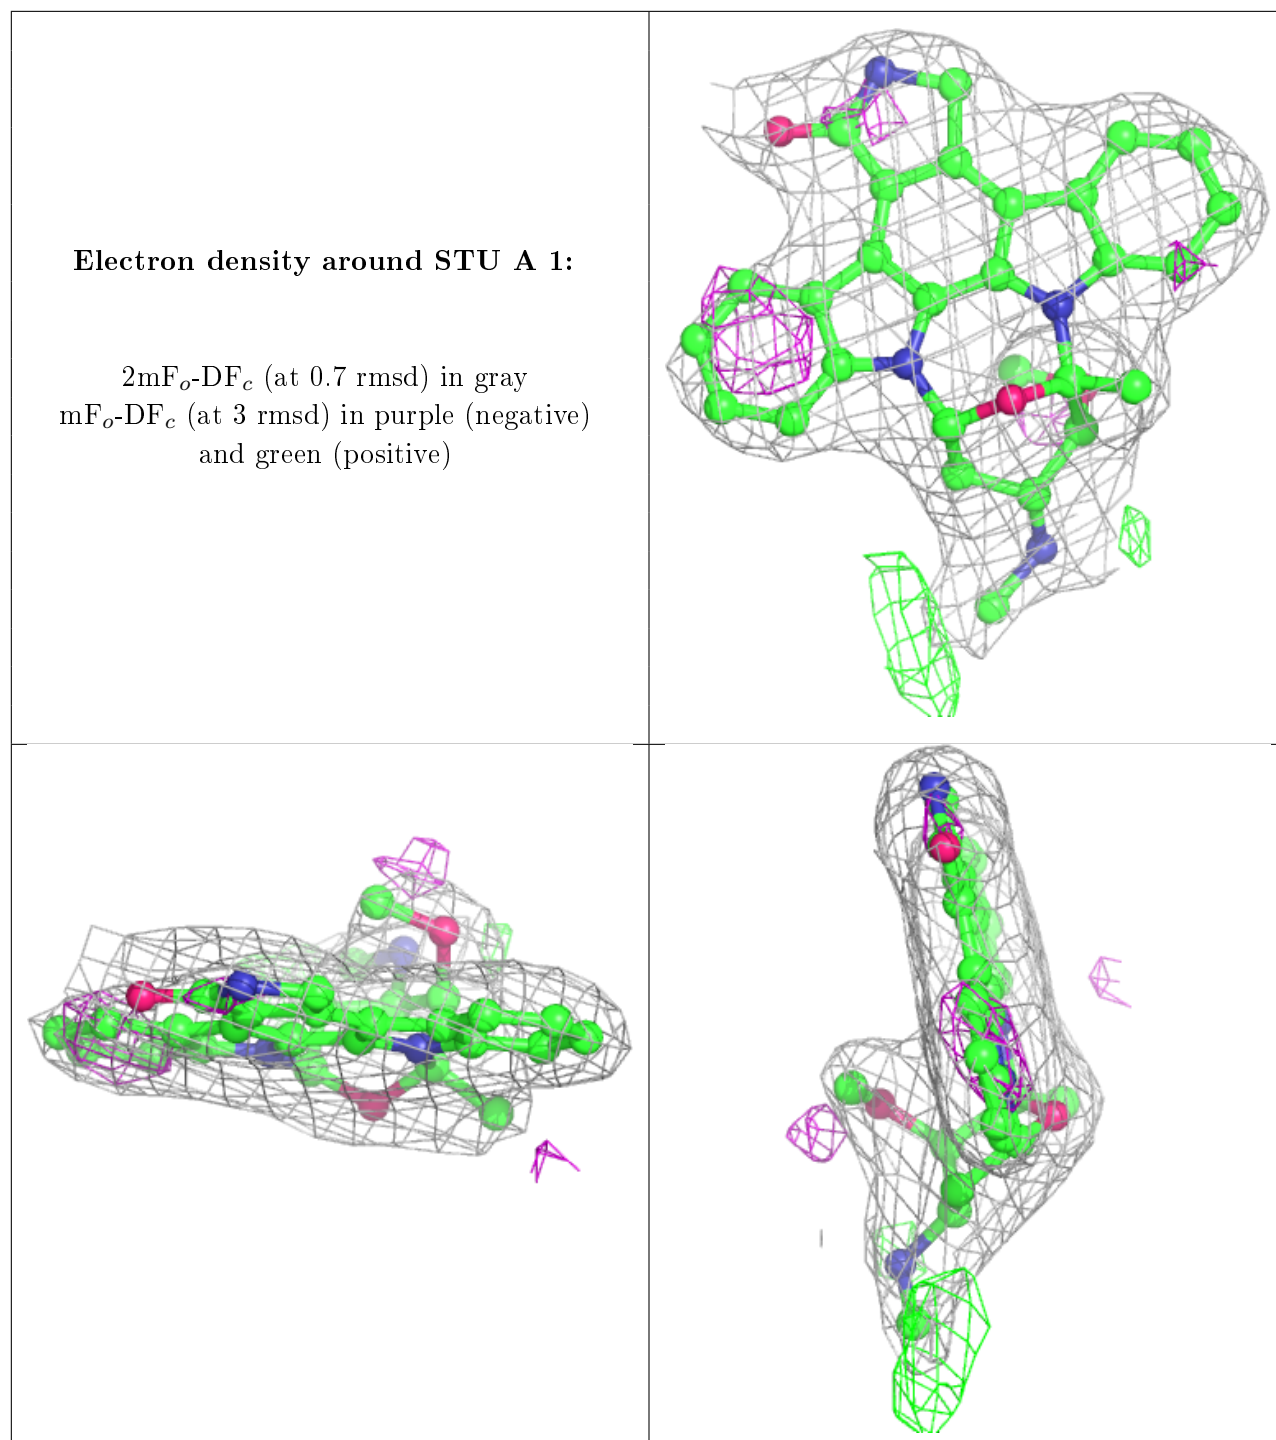 Electron density around STU A 1:
2mFo-DFc (at 0.7 rmsd) in gray
mFo-DFc (at 3 rmsd) in purple (negative)
and green (positive)